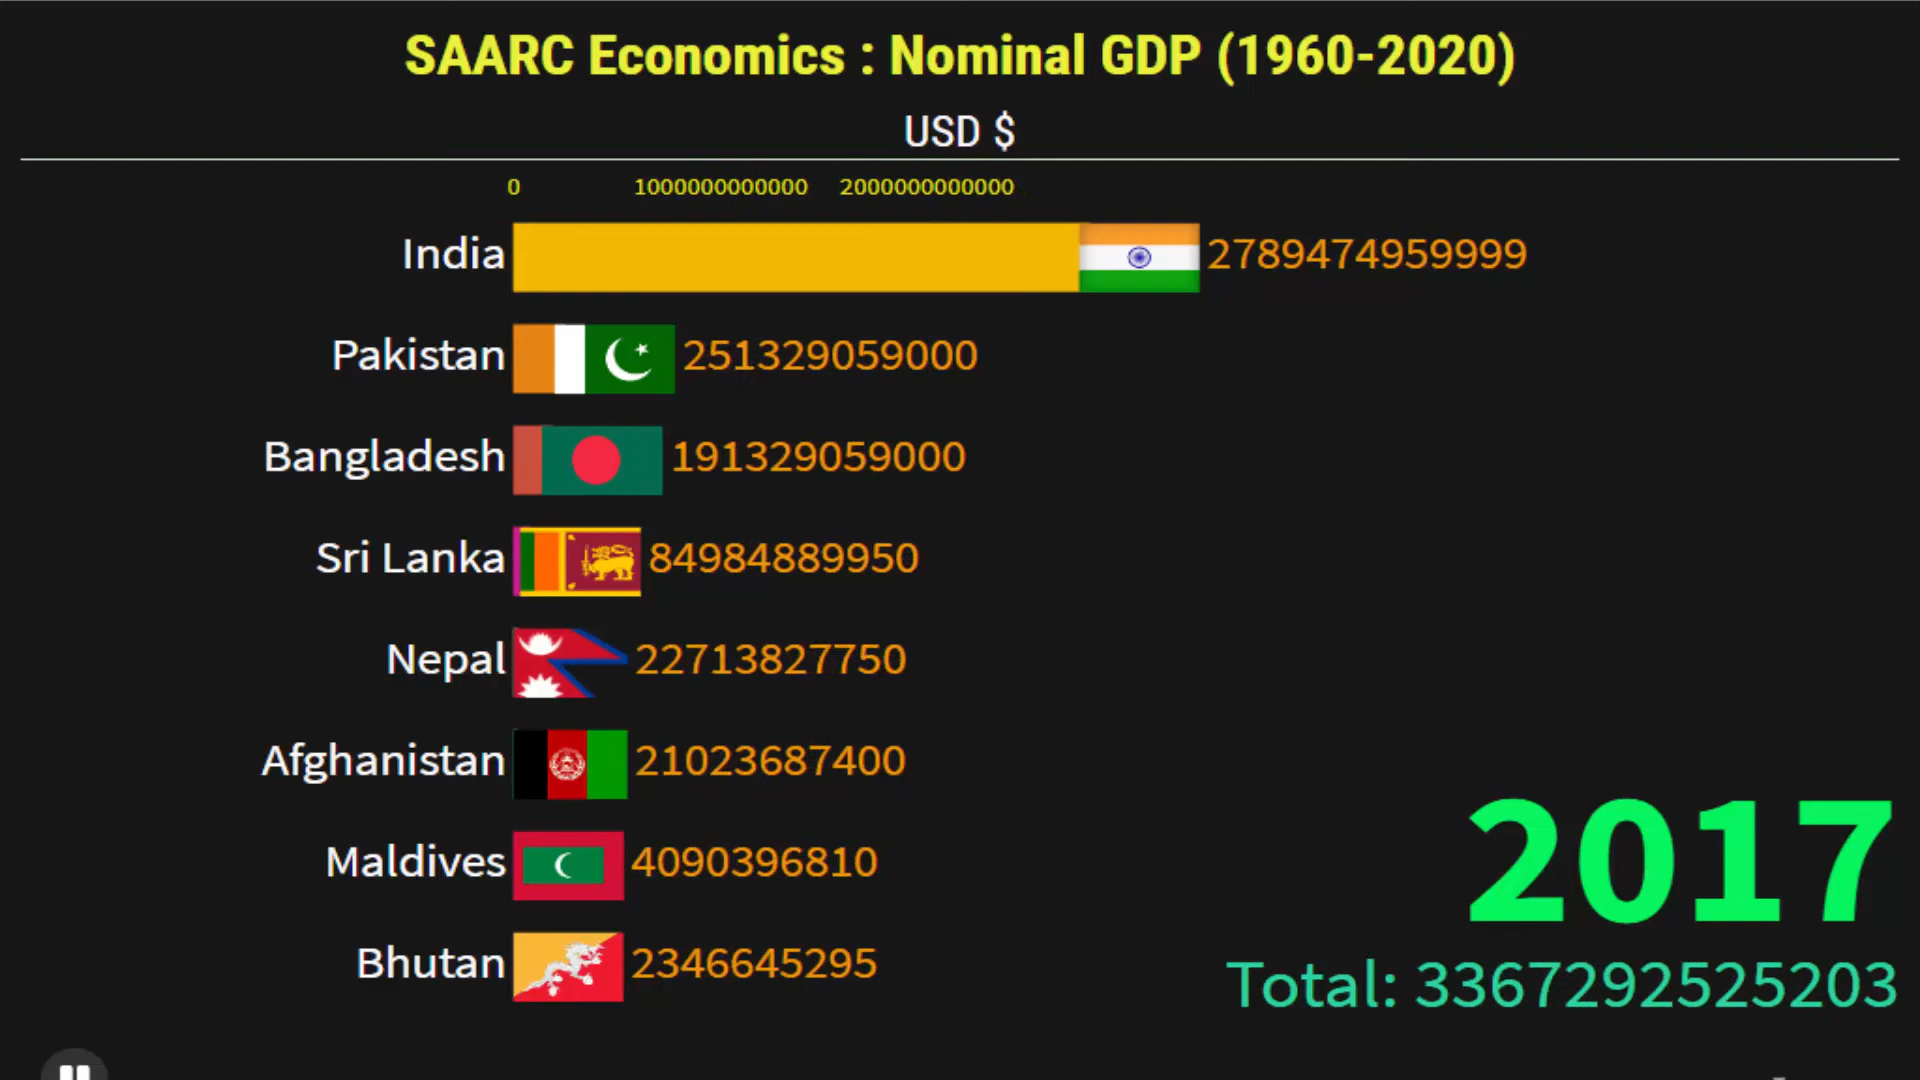 SAARC Economics : Nominal GDP (1960-2020)
USD $
0 1000000000000 2000000000000
India 2789474959999
Pakistan 251329059000
Bangladesh 191329059000
Sri Lanka 84984889950
Nepal 22713827750
Afghanistan 21023687400
Maldives 4090396810
Bhutan 2346645295
2017
Total: 3367292525203